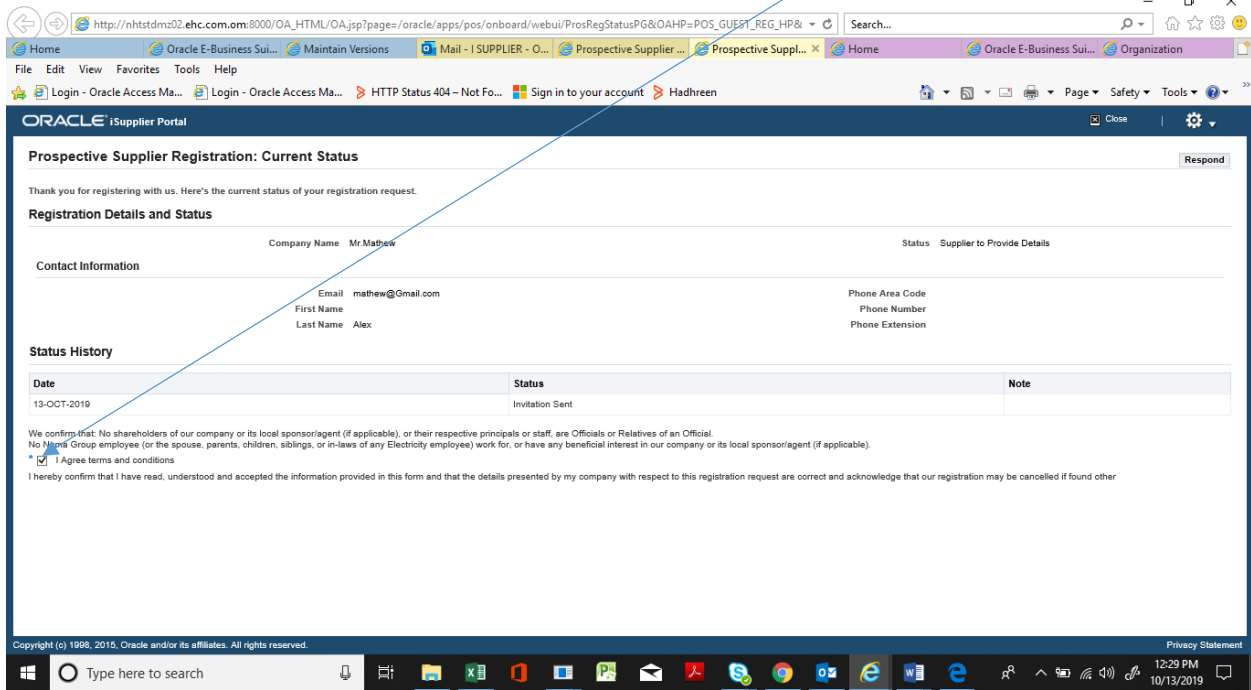 http://nhtstdmz02.ehc.com.om:8000/OA_HTML/OA.jsp?page=/oracle/apps/pos/onboard/webui/ProsRegStatusPG&OAHP=POS_GUEST_REG_HP& Search...
Home Oracle E-Business Sui... Maintain Versions Mail - I SUPPLIER - O... Prospective Supplier ... Prospective Suppl... Home Oracle E-Business Sui... Organization
File Edit View Favorites Tools Help
Login - Oracle Access Ma... Login - Oracle Access Ma... HTTP Status 404 – Not Fo... Sign in to your account Hadhreen Page Safety Tools
ORACLE iSupplier Portal Close
Prospective Supplier Registration: Current Status Respond
Thank you for registering with us. Here's the current status of your registration request.
Registration Details and Status
Company Name Mr.Mathew Status Supplier to Provide Details
Contact Information
Email mathew@Gmail.com Phone Area Code
First Name Phone Number
Last Name Alex Phone Extension
Status History
Date Status Note
13-OCT-2019 Invitation Sent
We confirm that: No shareholders of our company or its local sponsor/agent (if applicable), or their respective principals or staff, are Officials or Relatives of an Official.
No Nama Group employee (or the spouse, parents, children, siblings, or in-laws of any Electricity employee) work for, or have any beneficial interest in our company or its local sponsor/agent (if applicable).
* I Agree terms and conditions
I hereby confirm that I have read, understood and accepted the information provided in this form and that the details presented by my company with respect to this registration request are correct and acknowledge that our registration may be cancelled if found other
Copyright (c) 1998, 2015, Oracle and/or its affiliates. All rights reserved. Privacy Statement
Type here to search 12:29 PM
10/13/2019